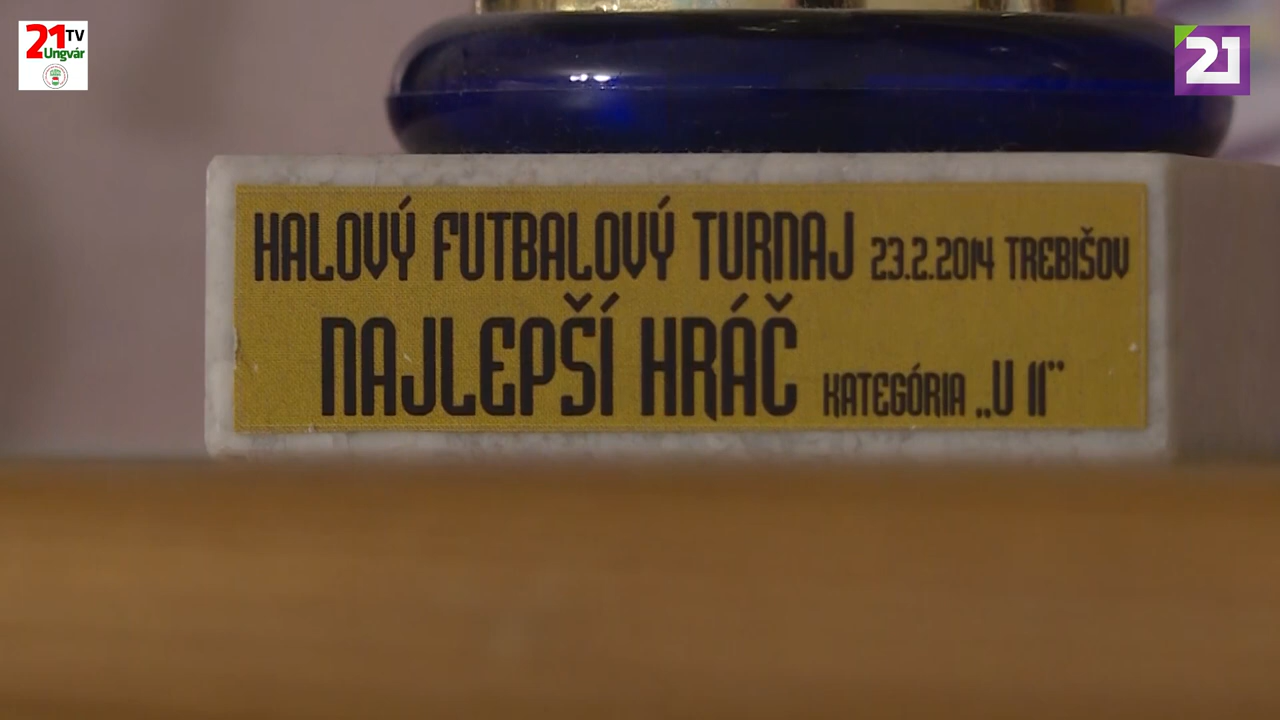 21 TV
Ungvár
21
HALOVÝ FUTBALOVÝ TURNAJ 23.2.2014 TREBIŠOV
NAJLEPŠÍ HRÁČ KATEGÓRIA „U 11“